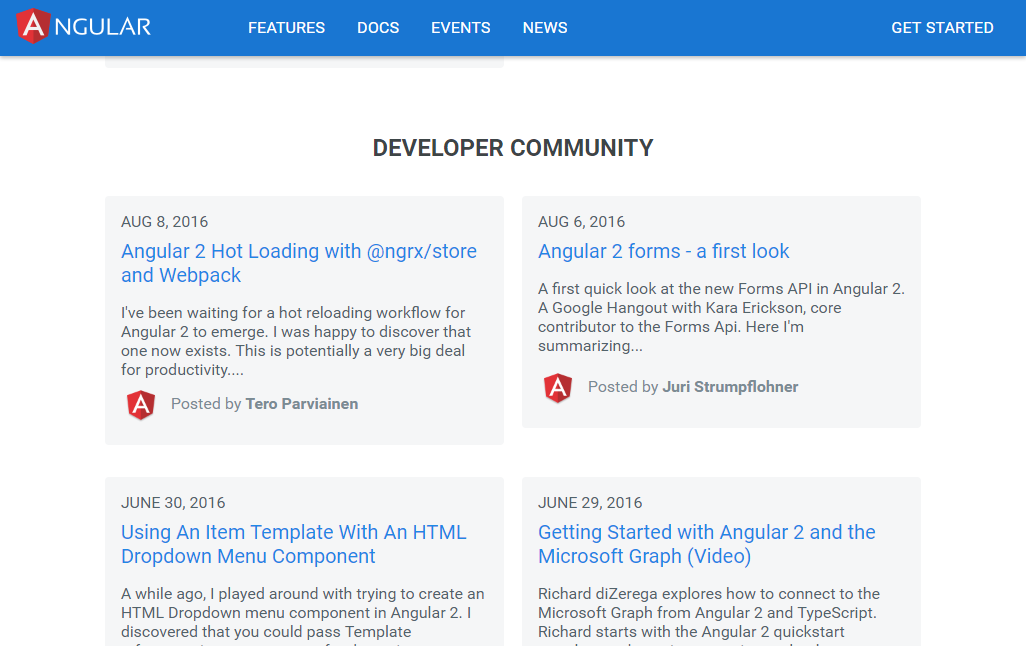 ANGULAR FEATURES DOCS EVENTS NEWS GET STARTED
DEVELOPER COMMUNITY
AUG 8, 2016
Angular 2 Hot Loading with @ngrx/store
and Webpack
I've been waiting for a hot reloading workflow for
Angular 2 to emerge. I was happy to discover that
one now exists. This is potentially a very big deal
for productivity....
A
Posted by Tero Parviainen
AUG 6, 2016
Angular 2 forms - a first look
A first quick look at the new Forms API in Angular 2.
A Google Hangout with Kara Erickson, core
contributor to the Forms Api. Here I'm
summarizing...
A
Posted by Juri Strumpflohner
JUNE 30, 2016
Using An Item Template With An HTML
Dropdown Menu Component
A while ago, I played around with trying to create an
HTML Dropdown menu component in Angular 2. I
discovered that you could pass Template
JUNE 29, 2016
Getting Started with Angular 2 and the
Microsoft Graph (Video)
Richard diZerega explores how to connect to the
Microsoft Graph from Angular 2 and TypeScript.
Richard starts with the Angular 2 quickstart